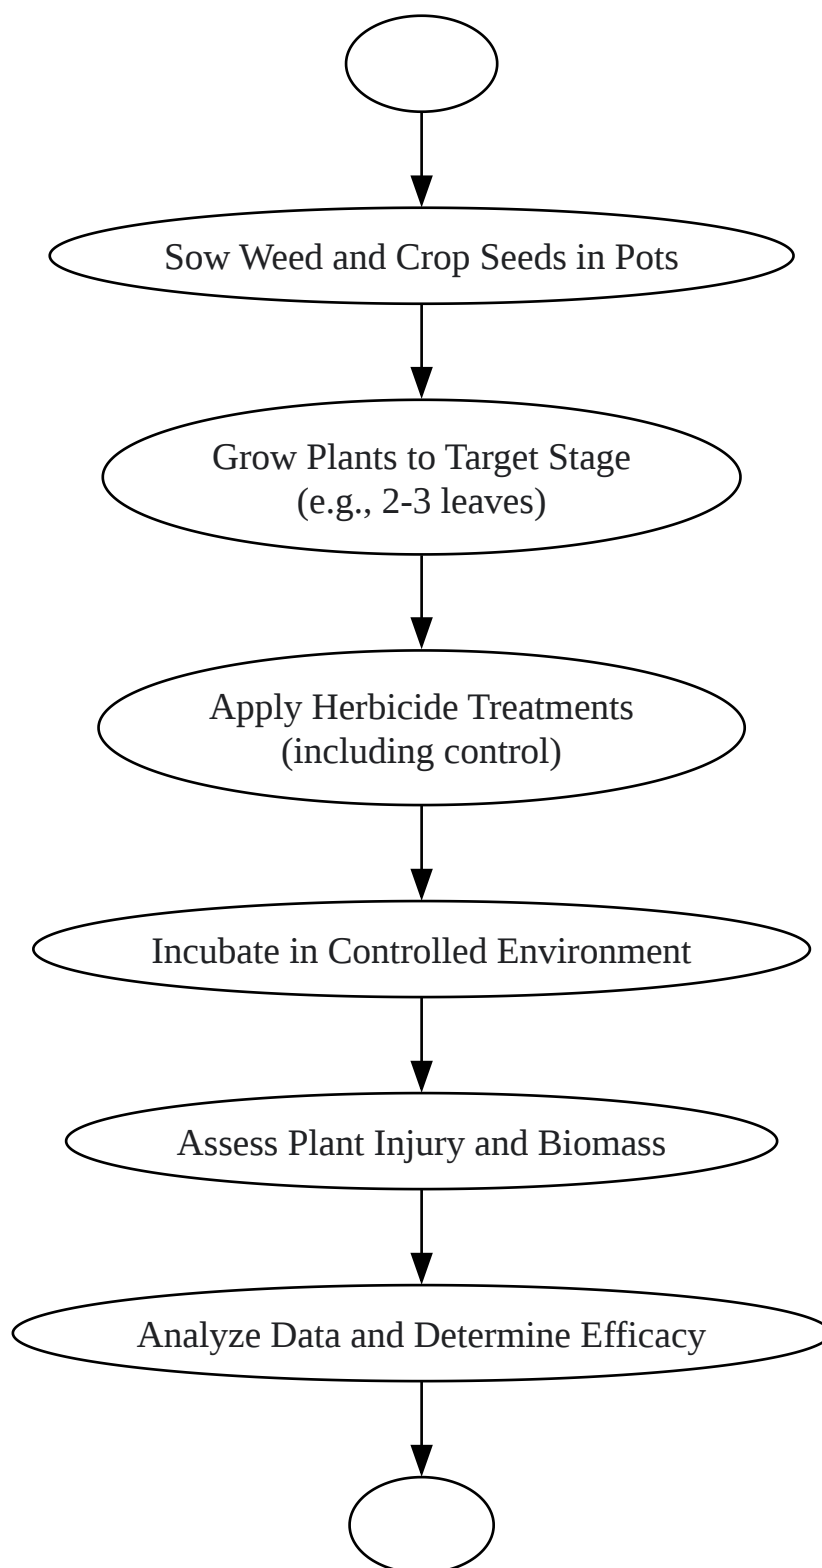 Sow Weed and Crop Seeds in Pots
Grow Plants to Target Stage
(e.g., 2-3 leaves)
Apply Herbicide Treatments
(including control)
Incubate in Controlled Environment
Assess Plant Injury and Biomass
Analyze Data and Determine Efficacy